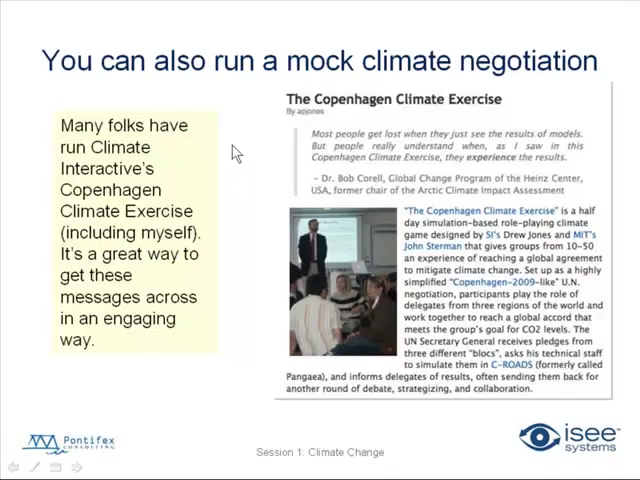 You can also run a mock climate negotiation
Many folks have
run Climate
Interactive's
Copenhagen
Climate Exercise
(including myself).
It's a great way to
get these
messages across
in an engaging
way.
The Copenhagen Climate Exercise
By apjones
Most people get lost when they just see the results of models.
But people really understand when, as I saw in this
Copenhagen Climate Exercise, they experience the results.
– Dr. Bob Corell, Global Change Program of the Heinz Center,
USA, former chair of the Arctic Climate Impact Assessment
"The Copenhagen Climate Exercise" is a half
day simulation-based role-playing climate
game designed by SI's Drew Jones and MIT's
John Sterman that gives groups from 10-50
an experience of reaching a global agreement
to mitigate climate change. Set up as a highly
simplified "Copenhagen-2009-like" U.N.
negotiation, participants play the role of
delegates from three regions of the world and
work together to reach a global accord that
meets the group's goal for CO2 levels. The
UN Secretary General receives pledges from
three different "blocs", asks his technical staff
to simulate them in C-ROADS (formerly called
Pangaea), and informs delegates of results, often sending them back for
another round of debate, strategizing, and collaboration.
Pontifex
CONSULTING
Session 1: Climate Change
isee
systems